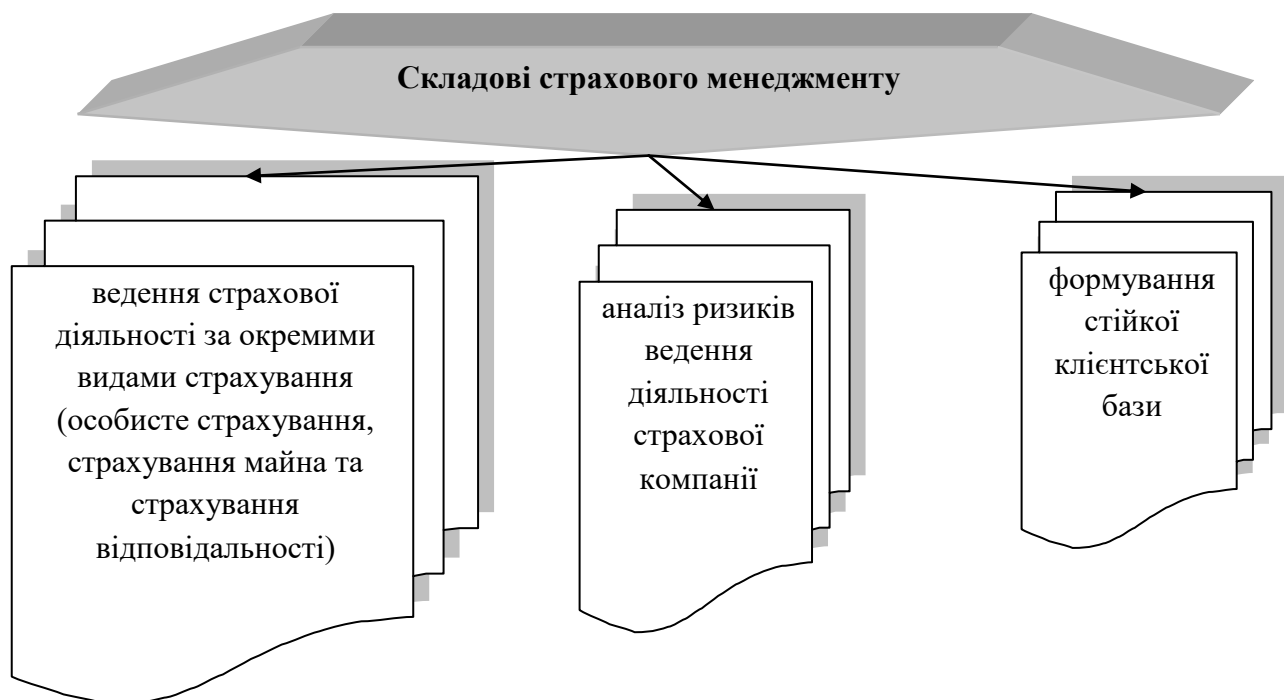 Складові страхового менеджменту
ведення страхової
діяльності за окремими
видами страхування
(особисте страхування,
страхування майна та
страхування
відповідальності)
аналіз ризиків
ведення
діяльності
страхової
компанії
формування
стійкої
клієнтської
бази